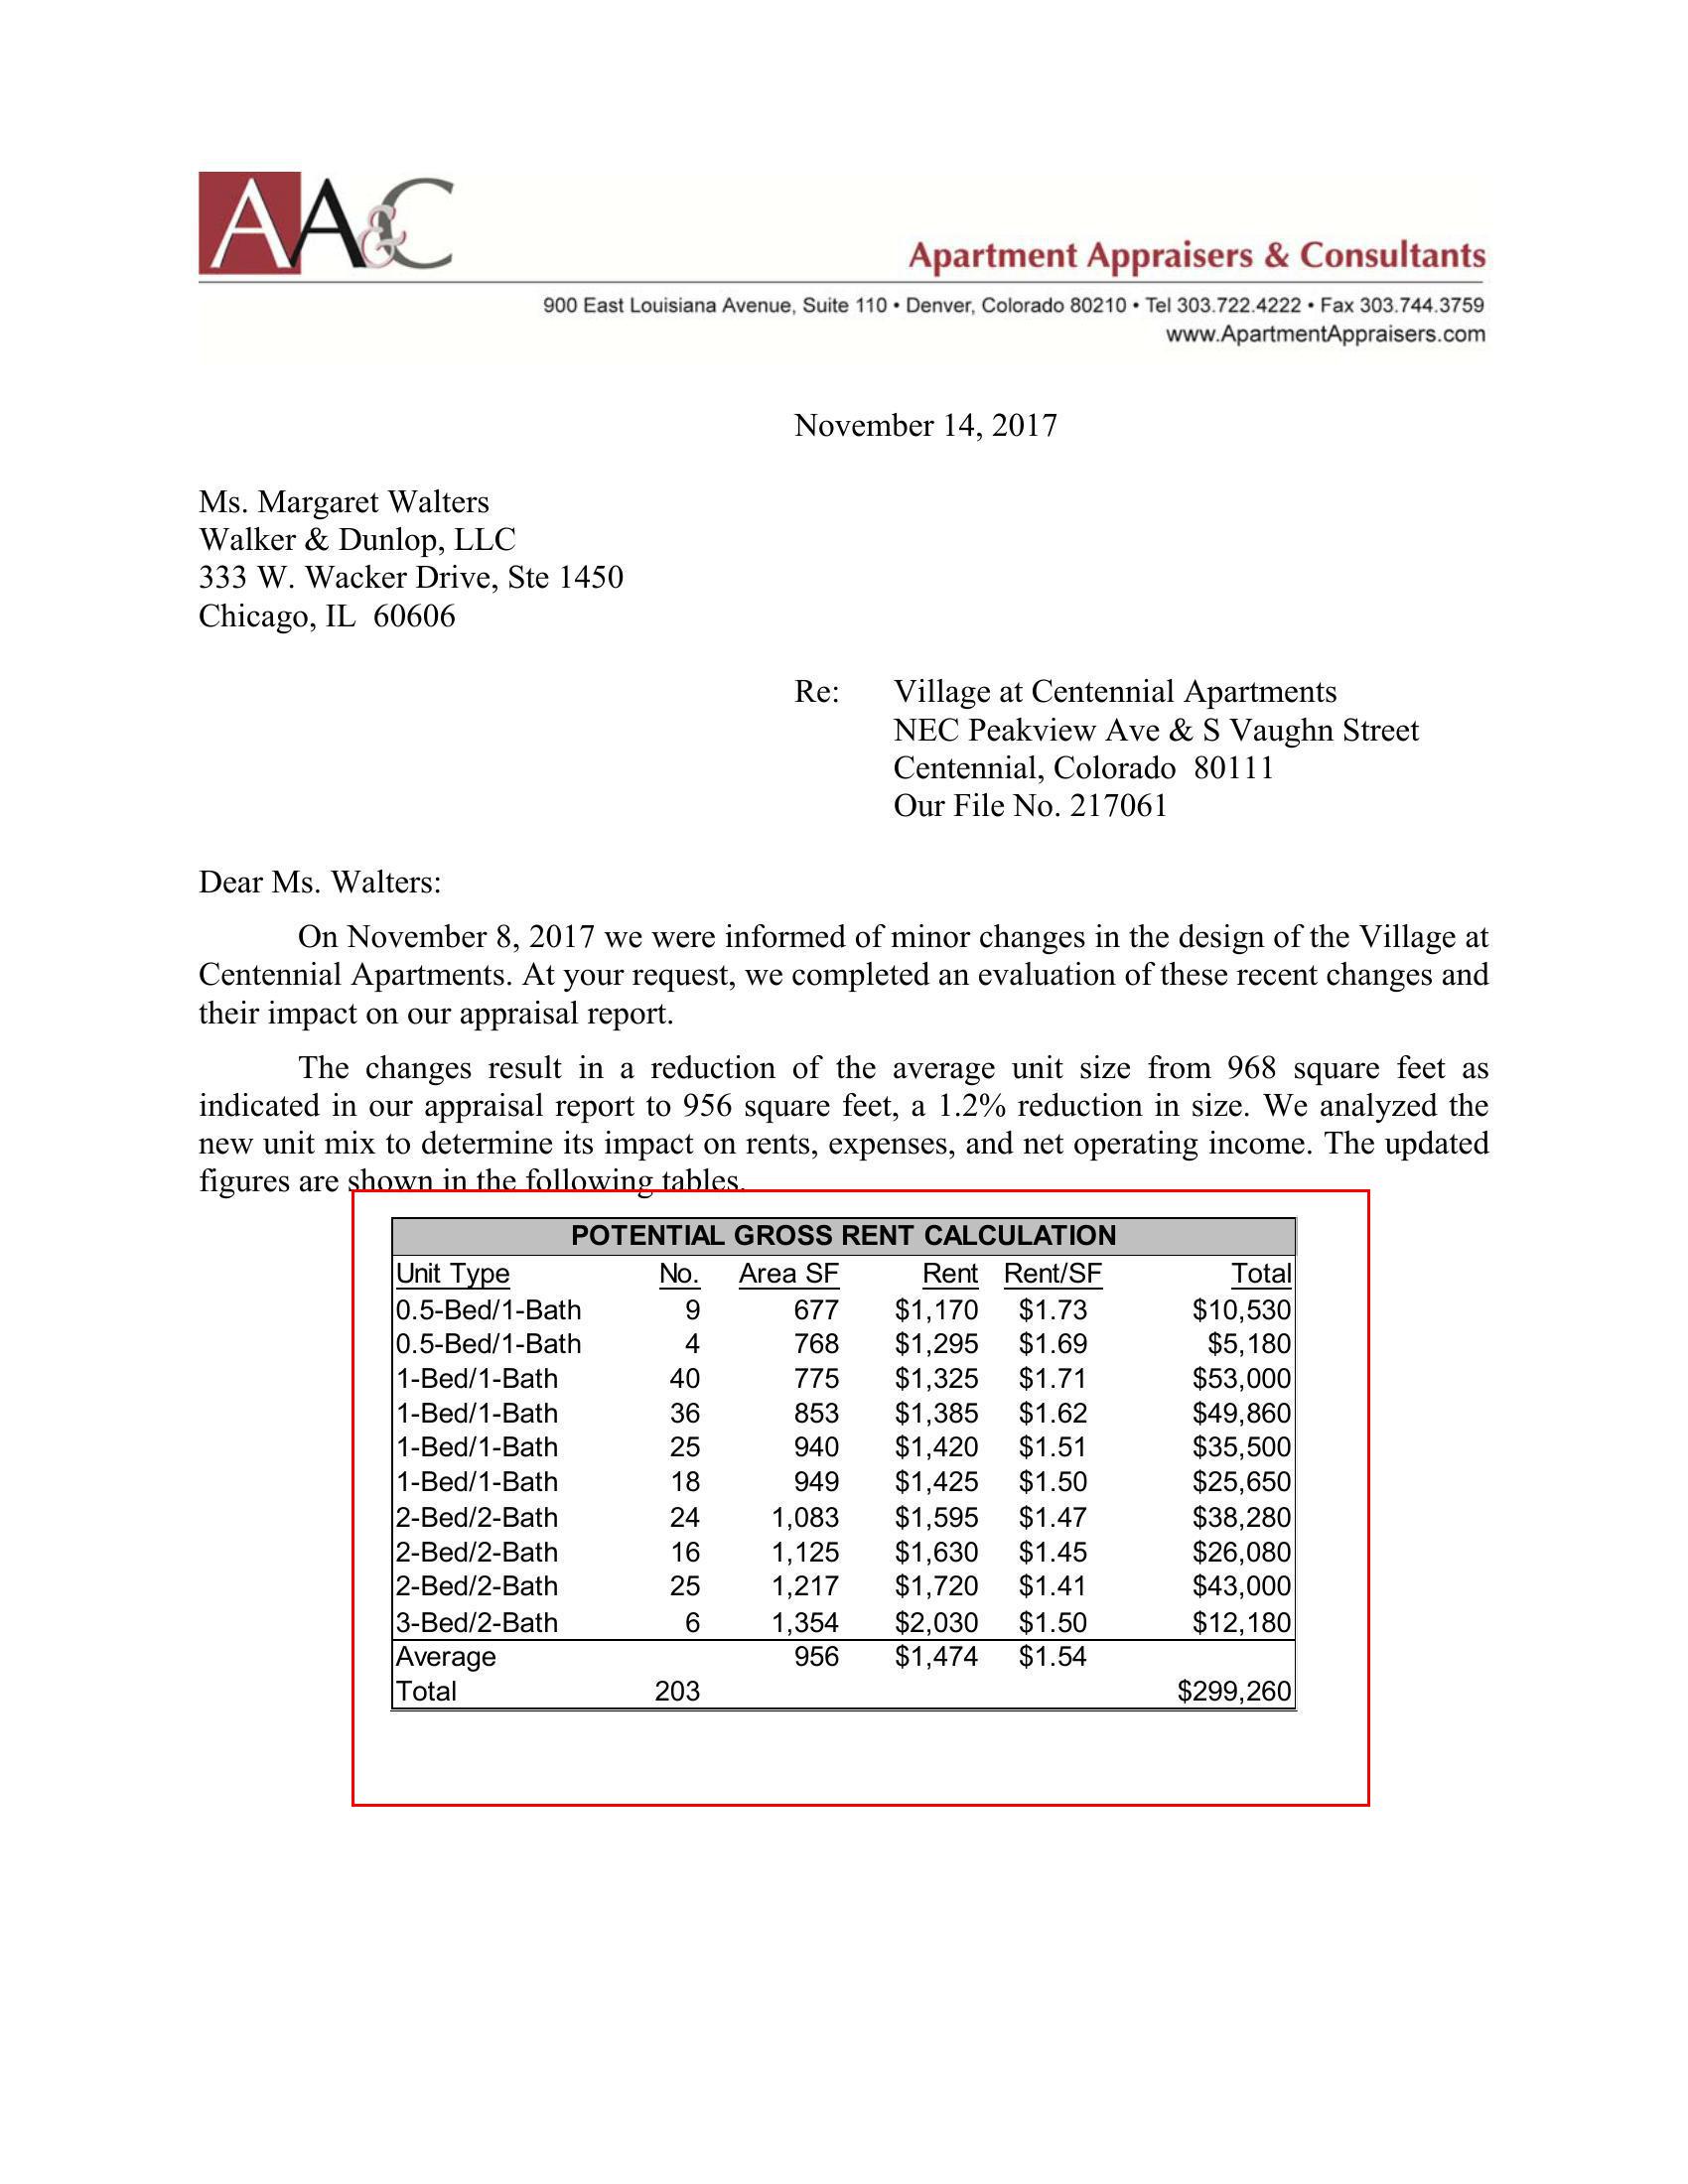 AA&C
Apartment Appraisers & Consultants
900 East Louisiana Avenue, Suite 110 • Denver, Colorado 80210 • Tel 303.722.4222 • Fax 303.744.3759
www.ApartmentAppraisers.com
November 14, 2017
Ms. Margaret Walters
Walker & Dunlop, LLC
333 W. Wacker Drive, Ste 1450
Chicago, IL  60606
Re: Village at Centennial Apartments
NEC Peakview Ave & S Vaughn Street
Centennial, Colorado  80111
Our File No. 217061
Dear Ms. Walters:
On November 8, 2017 we were informed of minor changes in the design of the Village at
Centennial Apartments. At your request, we completed an evaluation of these recent changes and
their impact on our appraisal report.
The changes result in a reduction of the average unit size from 968 square feet as
indicated in our appraisal report to 956 square feet, a 1.2% reduction in size. We analyzed the
new unit mix to determine its impact on rents, expenses, and net operating income. The updated
figures are shown in the following tables.
POTENTIAL GROSS RENT CALCULATION
Unit Type No. Area SF Rent Rent/SF Total
0.5-Bed/1-Bath 9 677 $1,170 $1.73 $10,530
0.5-Bed/1-Bath 4 768 $1,295 $1.69 $5,180
1-Bed/1-Bath 40 775 $1,325 $1.71 $53,000
1-Bed/1-Bath 36 853 $1,385 $1.62 $49,860
1-Bed/1-Bath 25 940 $1,420 $1.51 $35,500
1-Bed/1-Bath 18 949 $1,425 $1.50 $25,650
2-Bed/2-Bath 24 1,083 $1,595 $1.47 $38,280
2-Bed/2-Bath 16 1,125 $1,630 $1.45 $26,080
2-Bed/2-Bath 25 1,217 $1,720 $1.41 $43,000
3-Bed/2-Bath 6 1,354 $2,030 $1.50 $12,180
Average 956 $1,474 $1.54
Total 203 $299,260